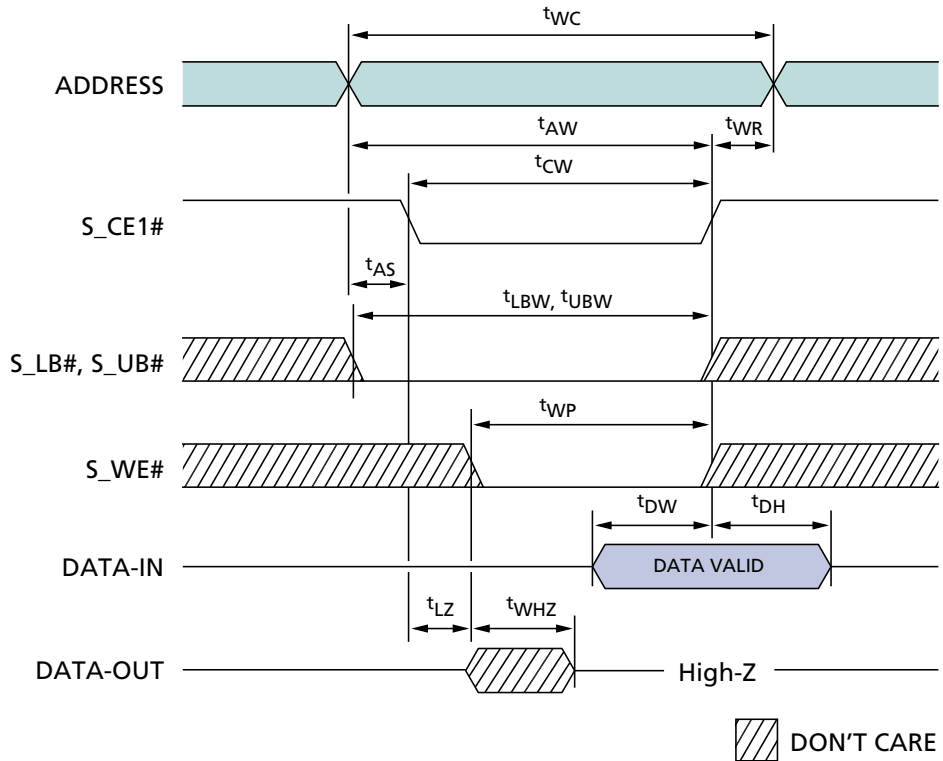 tWC
ADDRESS
tAW
tWR
tCW
S_CE1#
tAS
tLBW, tUBW
S_LB#, S_UB#
tWP
S_WE#
tDW
tDH
DATA-IN
DATA VALID
tLZ
tWHZ
DATA-OUT
High-Z
DON'T CARE